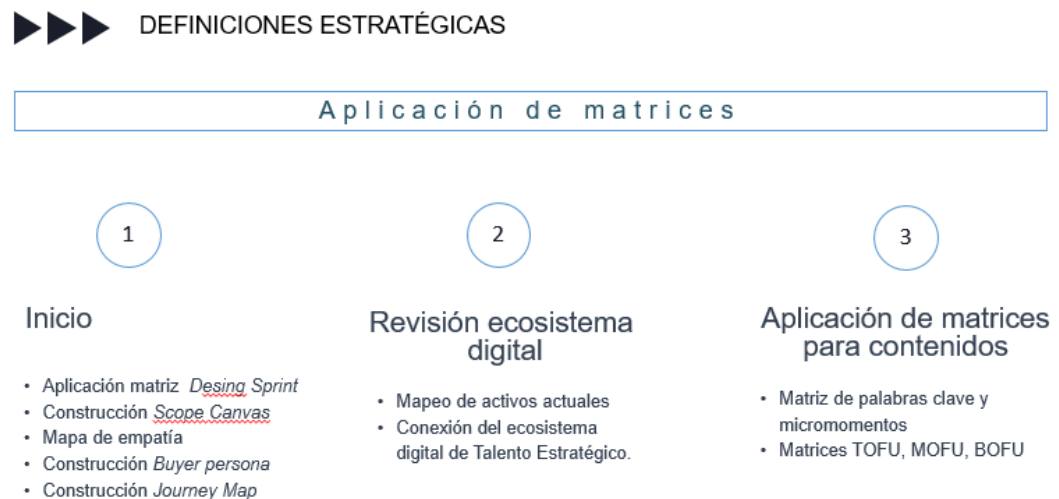 DEFINICIONES ESTRATÉGICAS
Aplicación de matrices
1
Inicio
• Aplicación matriz Desing Sprint
• Construcción Scope Canvas
• Mapa de empatía
• Construcción Buyer persona
• Construcción Journey Map
2
Revisión ecosistema
digital
• Mapeo de activos actuales
• Conexión del ecosistema
digital de Talento Estratégico.
3
Aplicación de matrices
para contenidos
• Matriz de palabras clave y
micromomentos
• Matrices TOFU, MOFU, BOFU